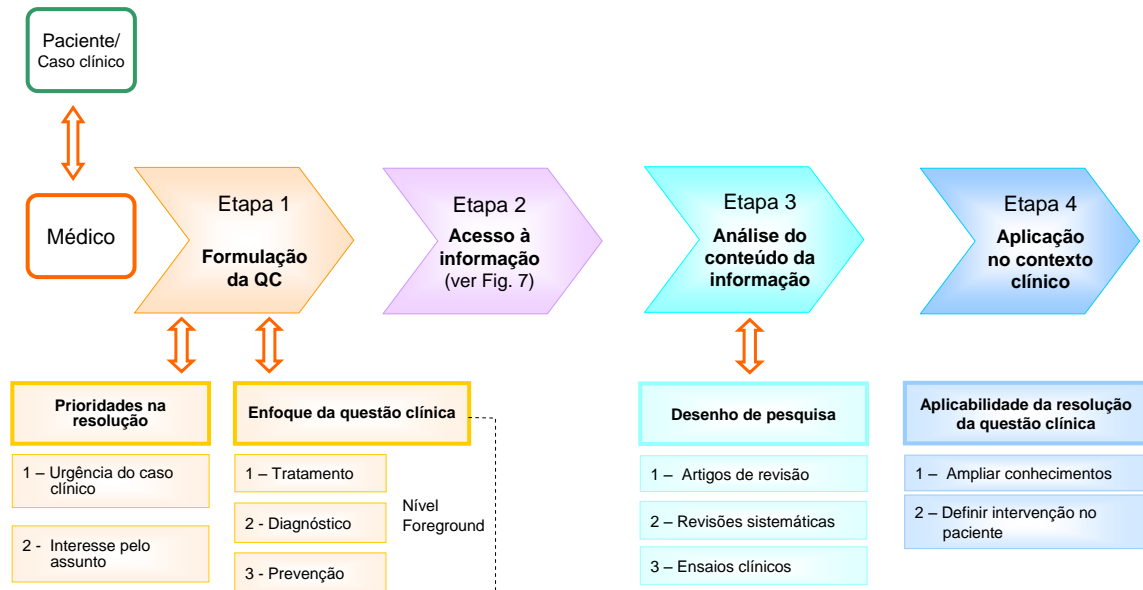 Paciente/
Caso clínico
Médico
Etapa 1
Formulação
da QC
Etapa 2
Acesso à
informação
(ver Fig. 7)
Etapa 3
Análise do
conteúdo da
informação
Etapa 4
Aplicação
no contexto
clínico
Prioridades na
resolução
1 – Urgência do caso
clínico
2 - Interesse pelo
assunto
Enfoque da questão clínica
1 – Tratamento
2 - Diagnóstico
3 - Prevenção
Nível
Foreground
Desenho de pesquisa
1 – Artigos de revisão
2 – Revisões sistemáticas
3 – Ensaios clínicos
Aplicabilidade da resolução
da questão clínica
1 – Ampliar conhecimentos
2 – Definir intervenção no
paciente